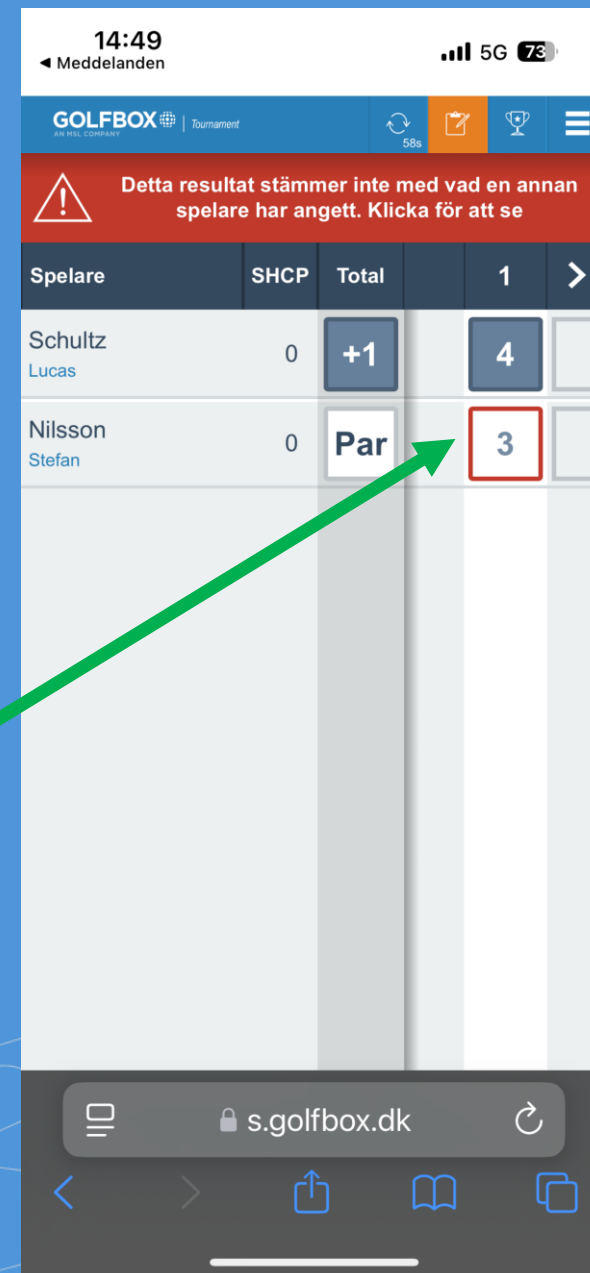 14:49
◀ Meddelanden
5G 73
GOLFBOX | Tournament
AN MSL COMPANY
58s
Detta resultat stämmer inte med vad en annan
spelare har angett. Klicka för att se
Spelare SHCP Total 1
Schultz
Lucas
0 +1 4
Nilsson
Stefan
0 Par 3
s.golfbox.dk